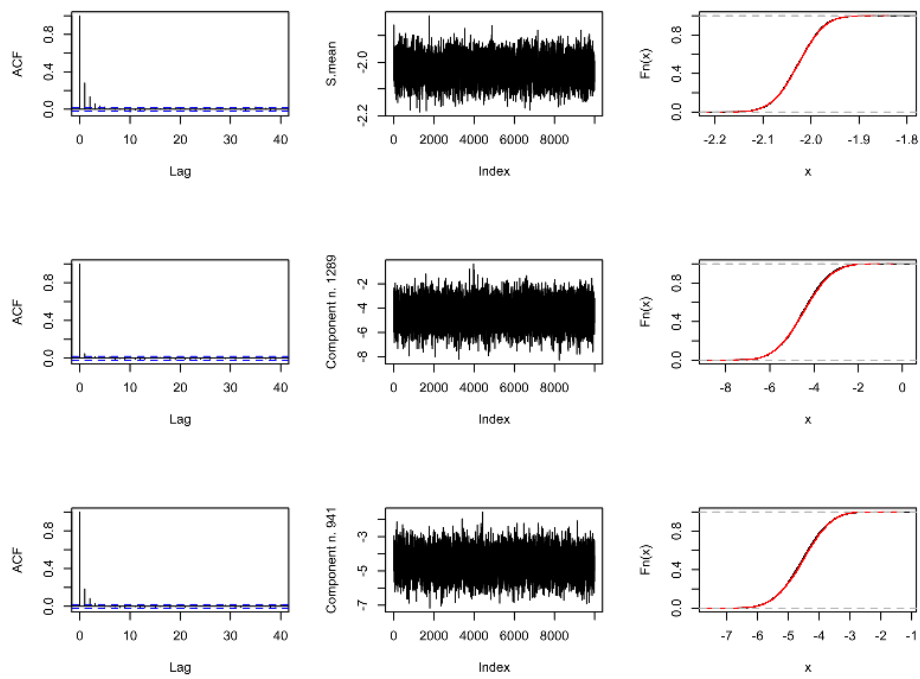 ACF
0.0 0.4 0.8
0 10 20 30 40
Lag
S.mean
-2.2 -2.0
0 2000 4000 6000 8000
Index
Fn(x)
0.0 0.4 0.8
-2.2 -2.1 -2.0 -1.9 -1.8
x
ACF
0.0 0.4 0.8
0 10 20 30 40
Lag
Component n. 1289
-8 -6 -4 -2
0 2000 4000 6000 8000
Index
Fn(x)
0.0 0.4 0.8
-8 -6 -4 -2 0
x
ACF
0.0 0.4 0.8
0 10 20 30 40
Lag
Component n. 941
-7 -5 -3
0 2000 4000 6000 8000
Index
Fn(x)
0.0 0.4 0.8
-7 -6 -5 -4 -3 -2 -1
x